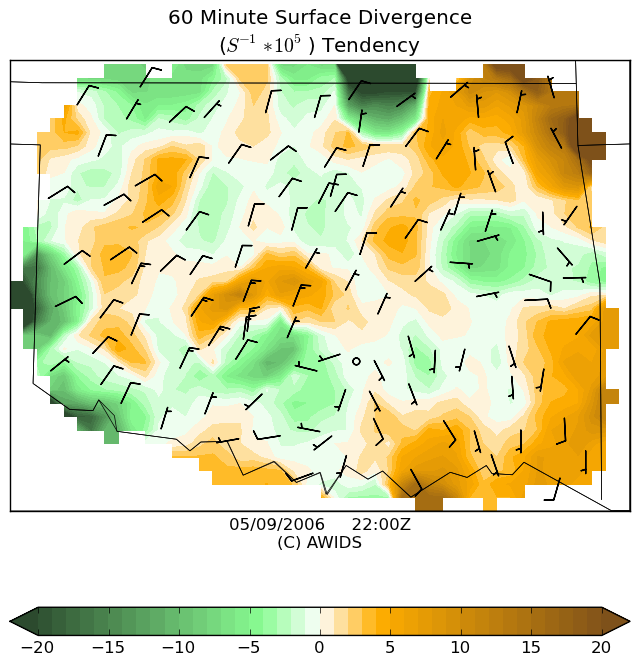 60 Minute Surface Divergence
(S⁻¹ *10⁵ ) Tendency
05/09/2006 22:00Z
(C) AWIDS
−20 −15 −10 −5 0 5 10 15 20